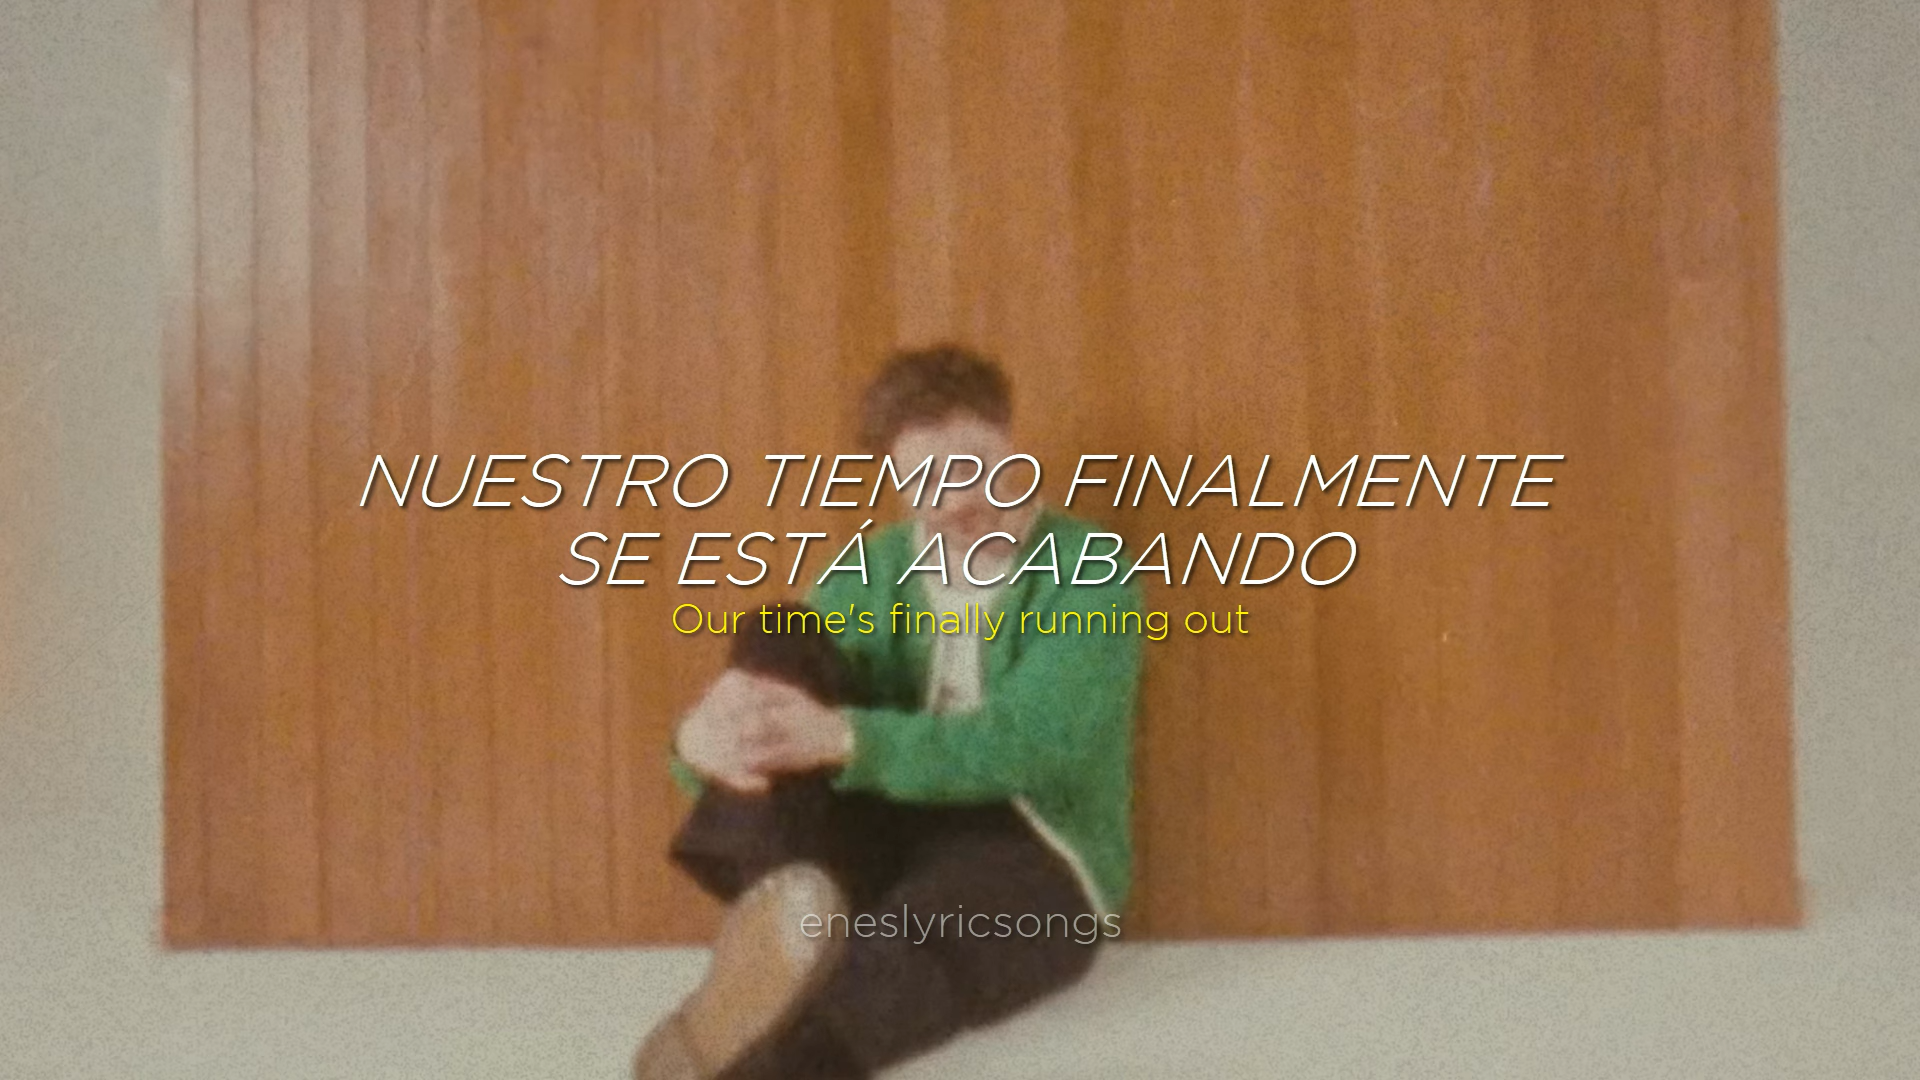 NUESTRO TIEMPO FINALMENTE
SE ESTÁ ACABANDO
Our time's finally running out
eneslyricsongs